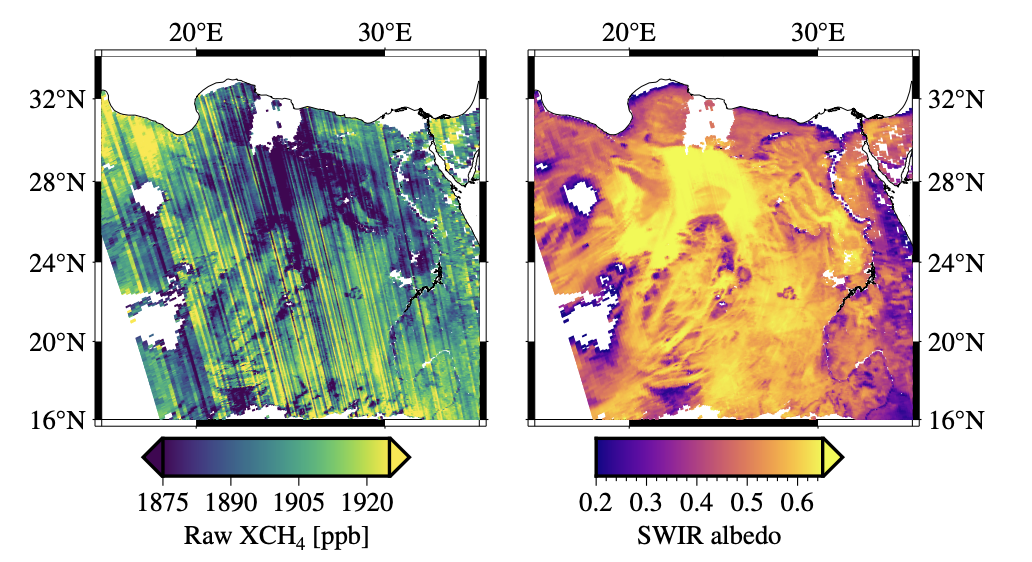 20°E 30°E 20°E 30°E
32°N 32°N
28°N 28°N
24°N 24°N
20°N 20°N
16°N 16°N
1875 1890 1905 1920 0.2 0.3 0.4 0.5 0.6
Raw XCH₄ [ppb] SWIR albedo